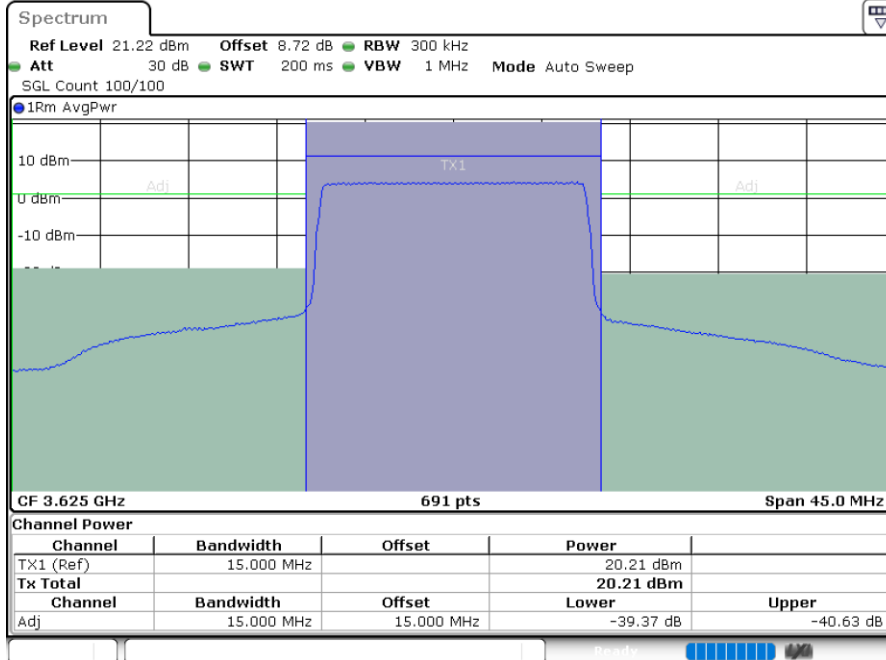 Spectrum
Ref Level 21.22 dBm Offset 8.72 dB RBW 300 kHz
Att 30 dB SWT 200 ms VBW 1 MHz Mode Auto Sweep
SGL Count 100/100
1Rm AvgPwr
10 dBm
TX1
Adj Adj
0 dBm
-10 dBm
CF 3.625 GHz 691 pts Span 45.0 MHz
Channel Power
Channel Bandwidth Offset Power
TX1 (Ref) 15.000 MHz 20.21 dBm
Tx Total 20.21 dBm
Channel Bandwidth Offset Lower Upper
Adj 15.000 MHz 15.000 MHz -39.37 dB -40.63 dB
Ready